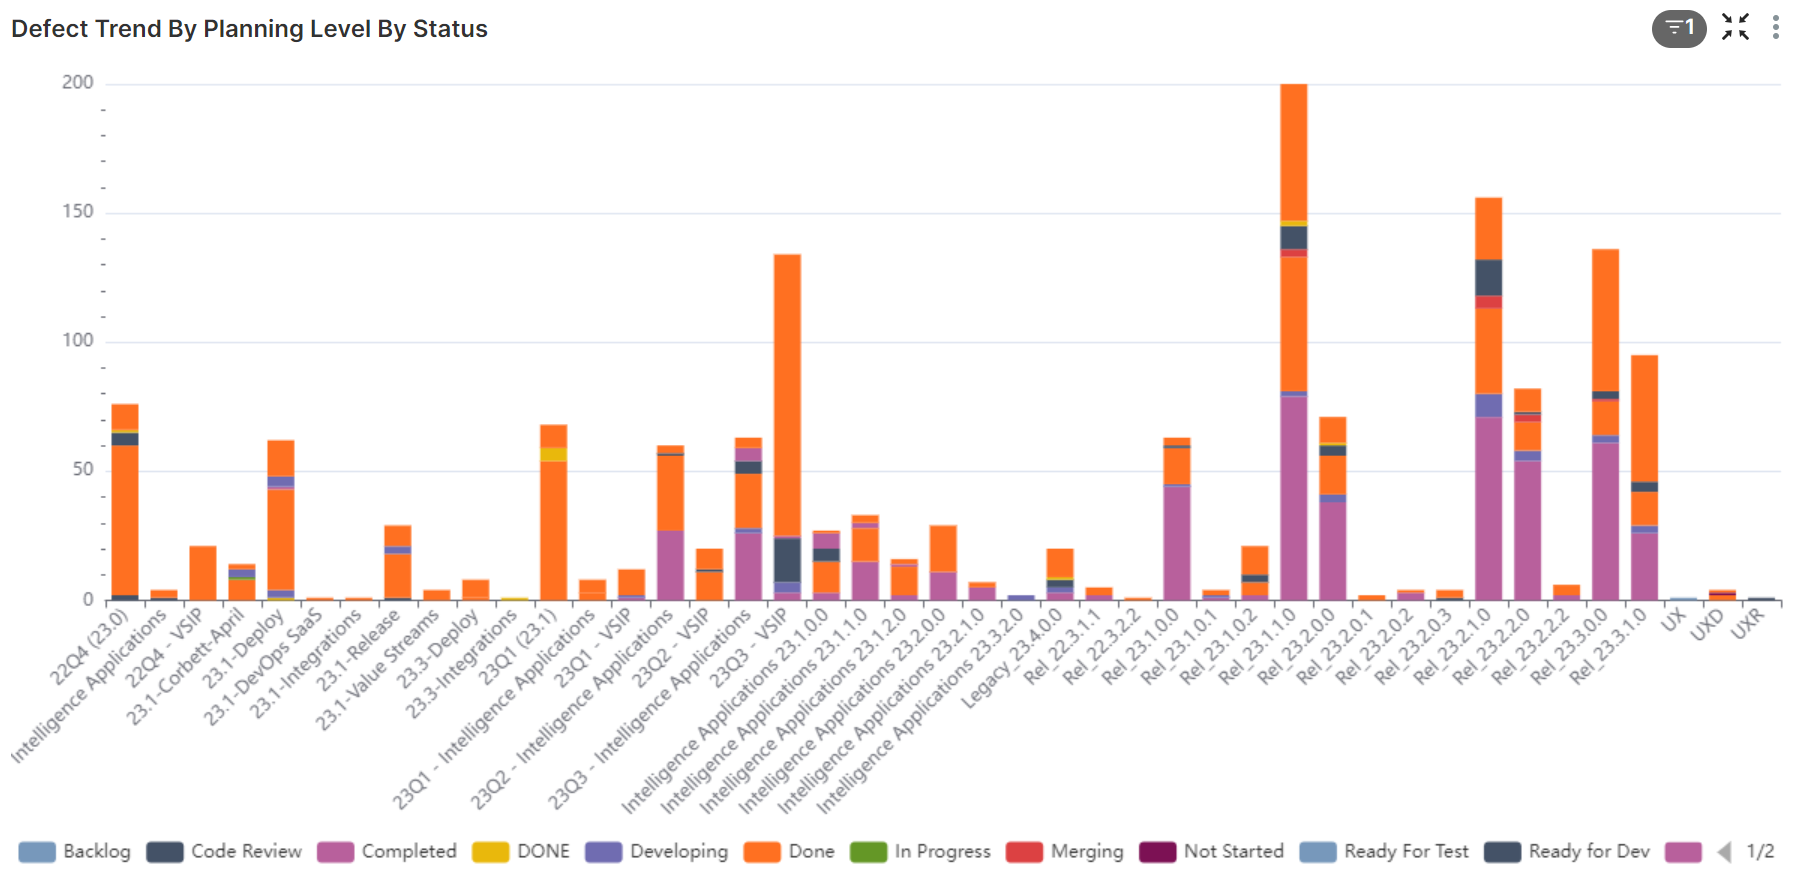 Defect Trend By Planning Level By Status
1
200
150
100
50
0
22Q4 (23.0)
Intelligence Applications
22Q4 - VSIP
23.1-Corbett-April
23.1-Deploy
23.1-DevOps SaaS
23.1-Integrations
23.1-Release
23.1-Value Streams
23.3-Deploy
23.3-Integrations
23Q1 (23.1)
23Q1 - Intelligence Applications
23Q1 - VSIP
23Q2 - Intelligence Applications
23Q2 - VSIP
23Q3 - Intelligence Applications
23Q3 - VSIP
Intelligence Applications 23.1.0.0
Intelligence Applications 23.1.1.0
Intelligence Applications 23.1.2.0
Intelligence Applications 23.2.0.0
Intelligence Applications 23.2.1.0
Intelligence Applications 23.3.2.0
Legacy_23.4.0.0
Rel_22.3.1.1
Rel_22.3.2.2
Rel_23.1.0.0
Rel_23.1.0.1
Rel_23.1.0.2
Rel_23.1.1.0
Rel_23.2.0.0
Rel_23.2.0.1
Rel_23.2.0.2
Rel_23.2.0.3
Rel_23.2.1.0
Rel_23.2.2.0
Rel_23.2.2.2
Rel_23.3.0.0
Rel_23.3.1.0
UX
UXD
UXR
Backlog Code Review Completed DONE Developing Done In Progress Merging Not Started Ready For Test Ready for Dev 1/2